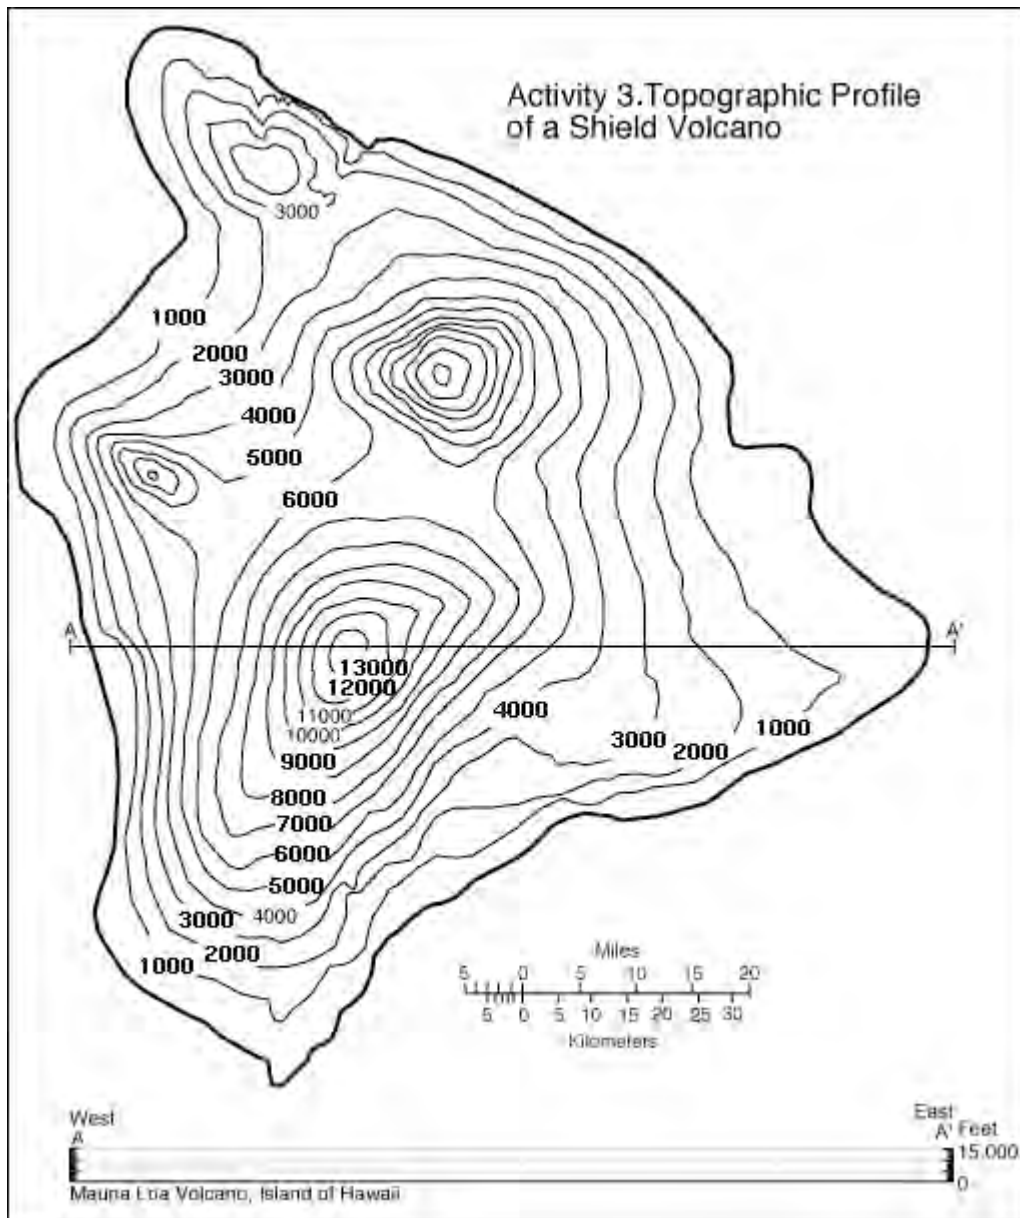 Activity 3.Topographic Profile
of a Shield Volcano
3000
1000
2000
3000
4000
5000
6000
A
A'
13000
12000
11000
10000
9000
8000
7000
6000
5000
4000
3000
2000
1000
4000
3000
2000
1000
Miles
5 0 5 10 15 20
5 0 5 10 15 20 25 30
Kilometers
West
A
East
A' Feet
15,000
0
Mauna Loa Volcano, Island of Hawaii